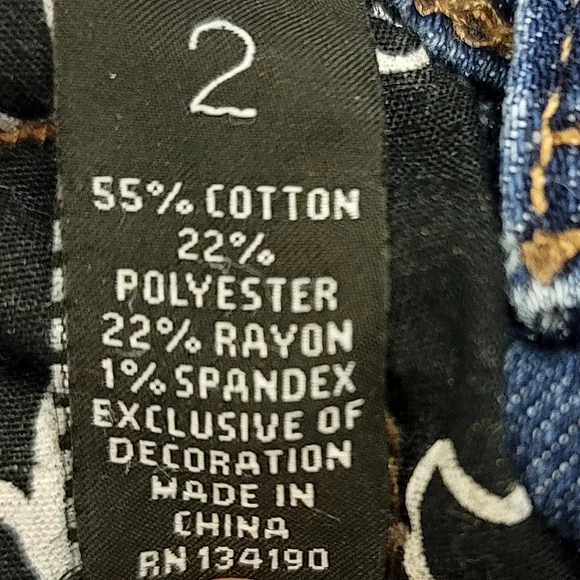 2
55% COTTON
22%
POLYESTER
22% RAYON
1% SPANDEX
EXCLUSIVE OF
DECORATION
MADE IN
CHINA
RN 134190